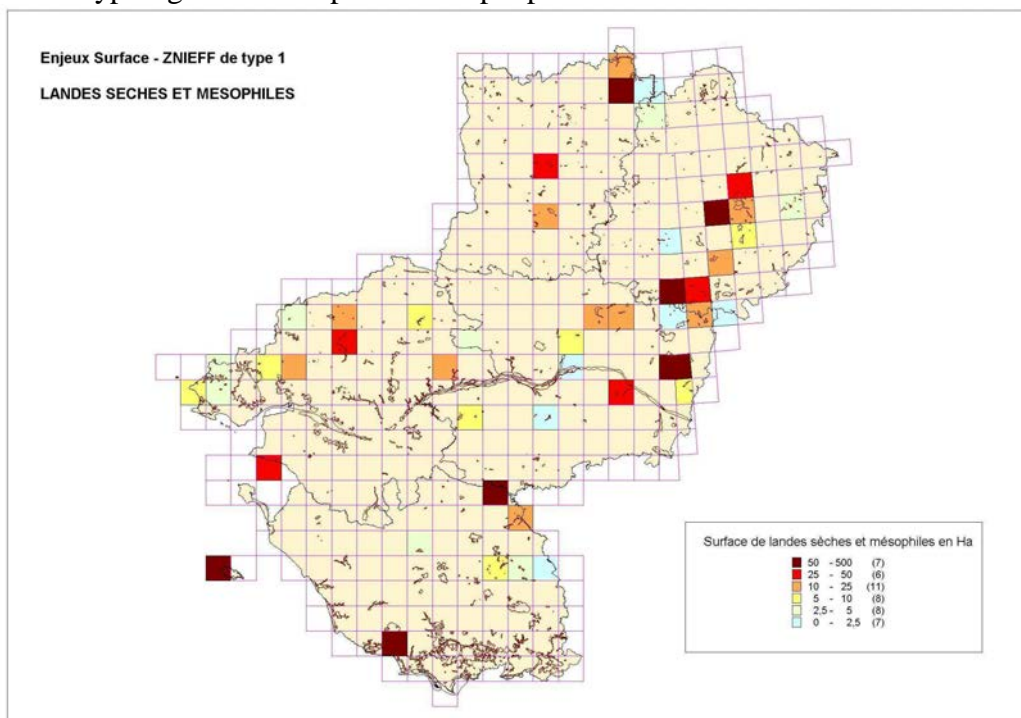 Enjeux Surface - ZNIEFF de type 1
LANDES SECHES ET MESOPHILES
Surface de landes sèches et mésophiles en Ha
50 - 500 (7)
25 - 50 (6)
10 - 25 (11)
5 - 10 (8)
2,5 - 5 (8)
0 - 2,5 (7)